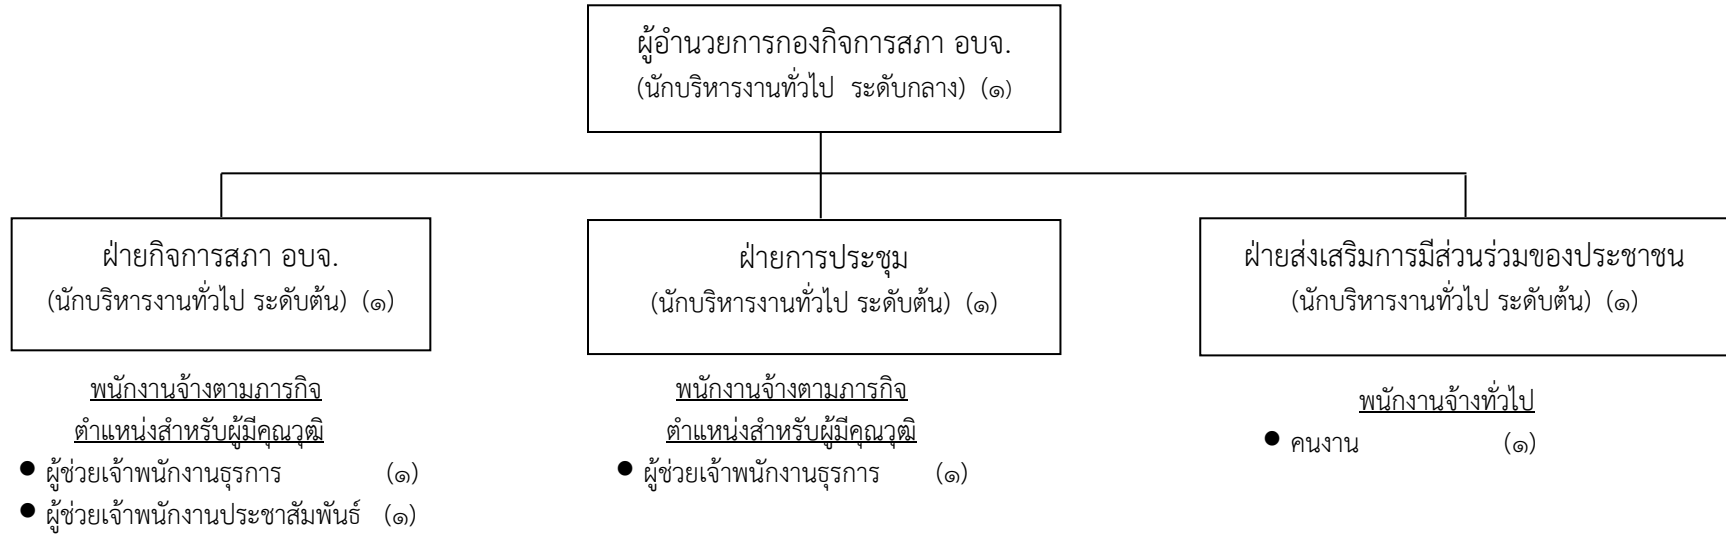 ผู้อำนวยการกองกิจการสภา อบจ.
(นักบริหารงานทั่วไป ระดับกลาง) (๑)
ฝ่ายกิจการสภา อบจ.
(นักบริหารงานทั่วไป ระดับต้น) (๑)
พนักงานจ้างตามภารกิจ
ตำแหน่งสำหรับผู้มีคุณวุฒิ
● ผู้ช่วยเจ้าพนักงานธุรการ (๑)
● ผู้ช่วยเจ้าพนักงานประชาสัมพันธ์ (๑)
ฝ่ายการประชุม
(นักบริหารงานทั่วไป ระดับต้น) (๑)
พนักงานจ้างตามภารกิจ
ตำแหน่งสำหรับผู้มีคุณวุฒิ
● ผู้ช่วยเจ้าพนักงานธุรการ (๑)
ฝ่ายส่งเสริมการมีส่วนร่วมของประชาชน
(นักบริหารงานทั่วไป ระดับต้น) (๑)
พนักงานจ้างทั่วไป
● คนงาน (๑)